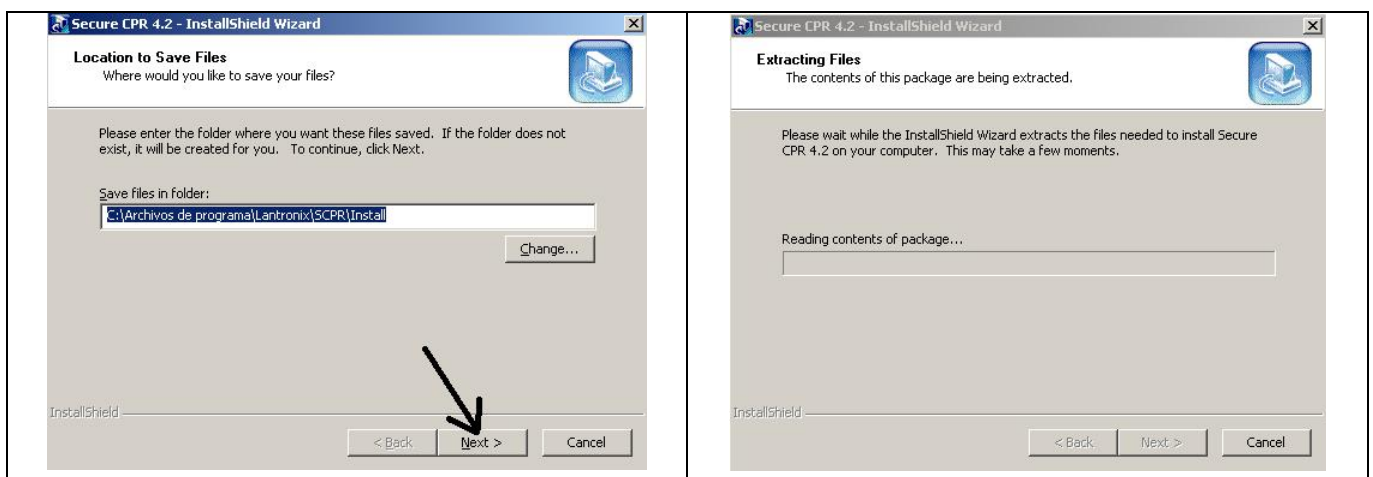 Secure CPR 4.2 - InstallShield Wizard
Location to Save Files
Where would you like to save your files?
Please enter the folder where you want these files saved. If the folder does not
exist, it will be created for you. To continue, click Next.
Save files in folder:
C:\Archivos de programa\Lantronix\SCPR\Install
Change...
InstallShield
< Back
Next >
Cancel
Secure CPR 4.2 - InstallShield Wizard
Extracting Files
The contents of this package are being extracted.
Please wait while the InstallShield Wizard extracts the files needed to install Secure
CPR 4.2 on your computer. This may take a few moments.
Reading contents of package...
InstallShield
< Back
Next >
Cancel